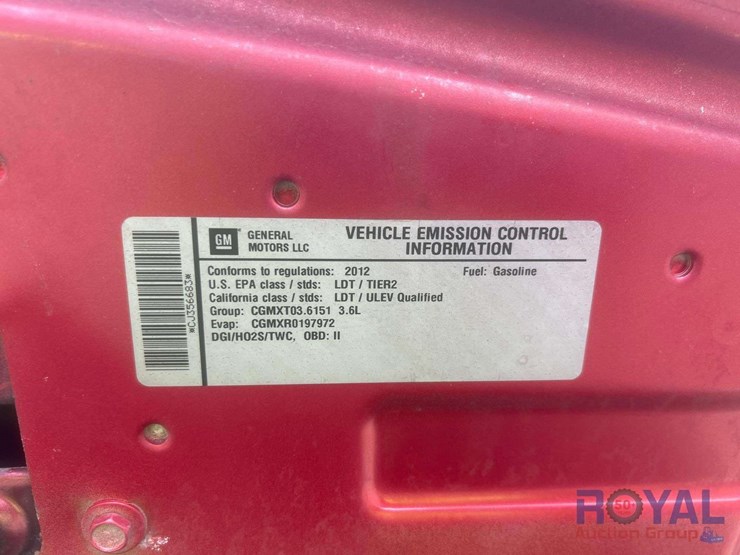 *CJ356683*
GM
GENERAL
MOTORS LLC
VEHICLE EMISSION CONTROL
INFORMATION
Conforms to regulations: 2012 Fuel: Gasoline
U.S. EPA class / stds: LDT / TIER2
California class / stds: LDT / ULEV Qualified
Group: CGMXT03.6151 3.6L
Evap: CGMXR0197972
DGI/HO2S/TWC, OBD: II
ROYAL
50
Auction Group